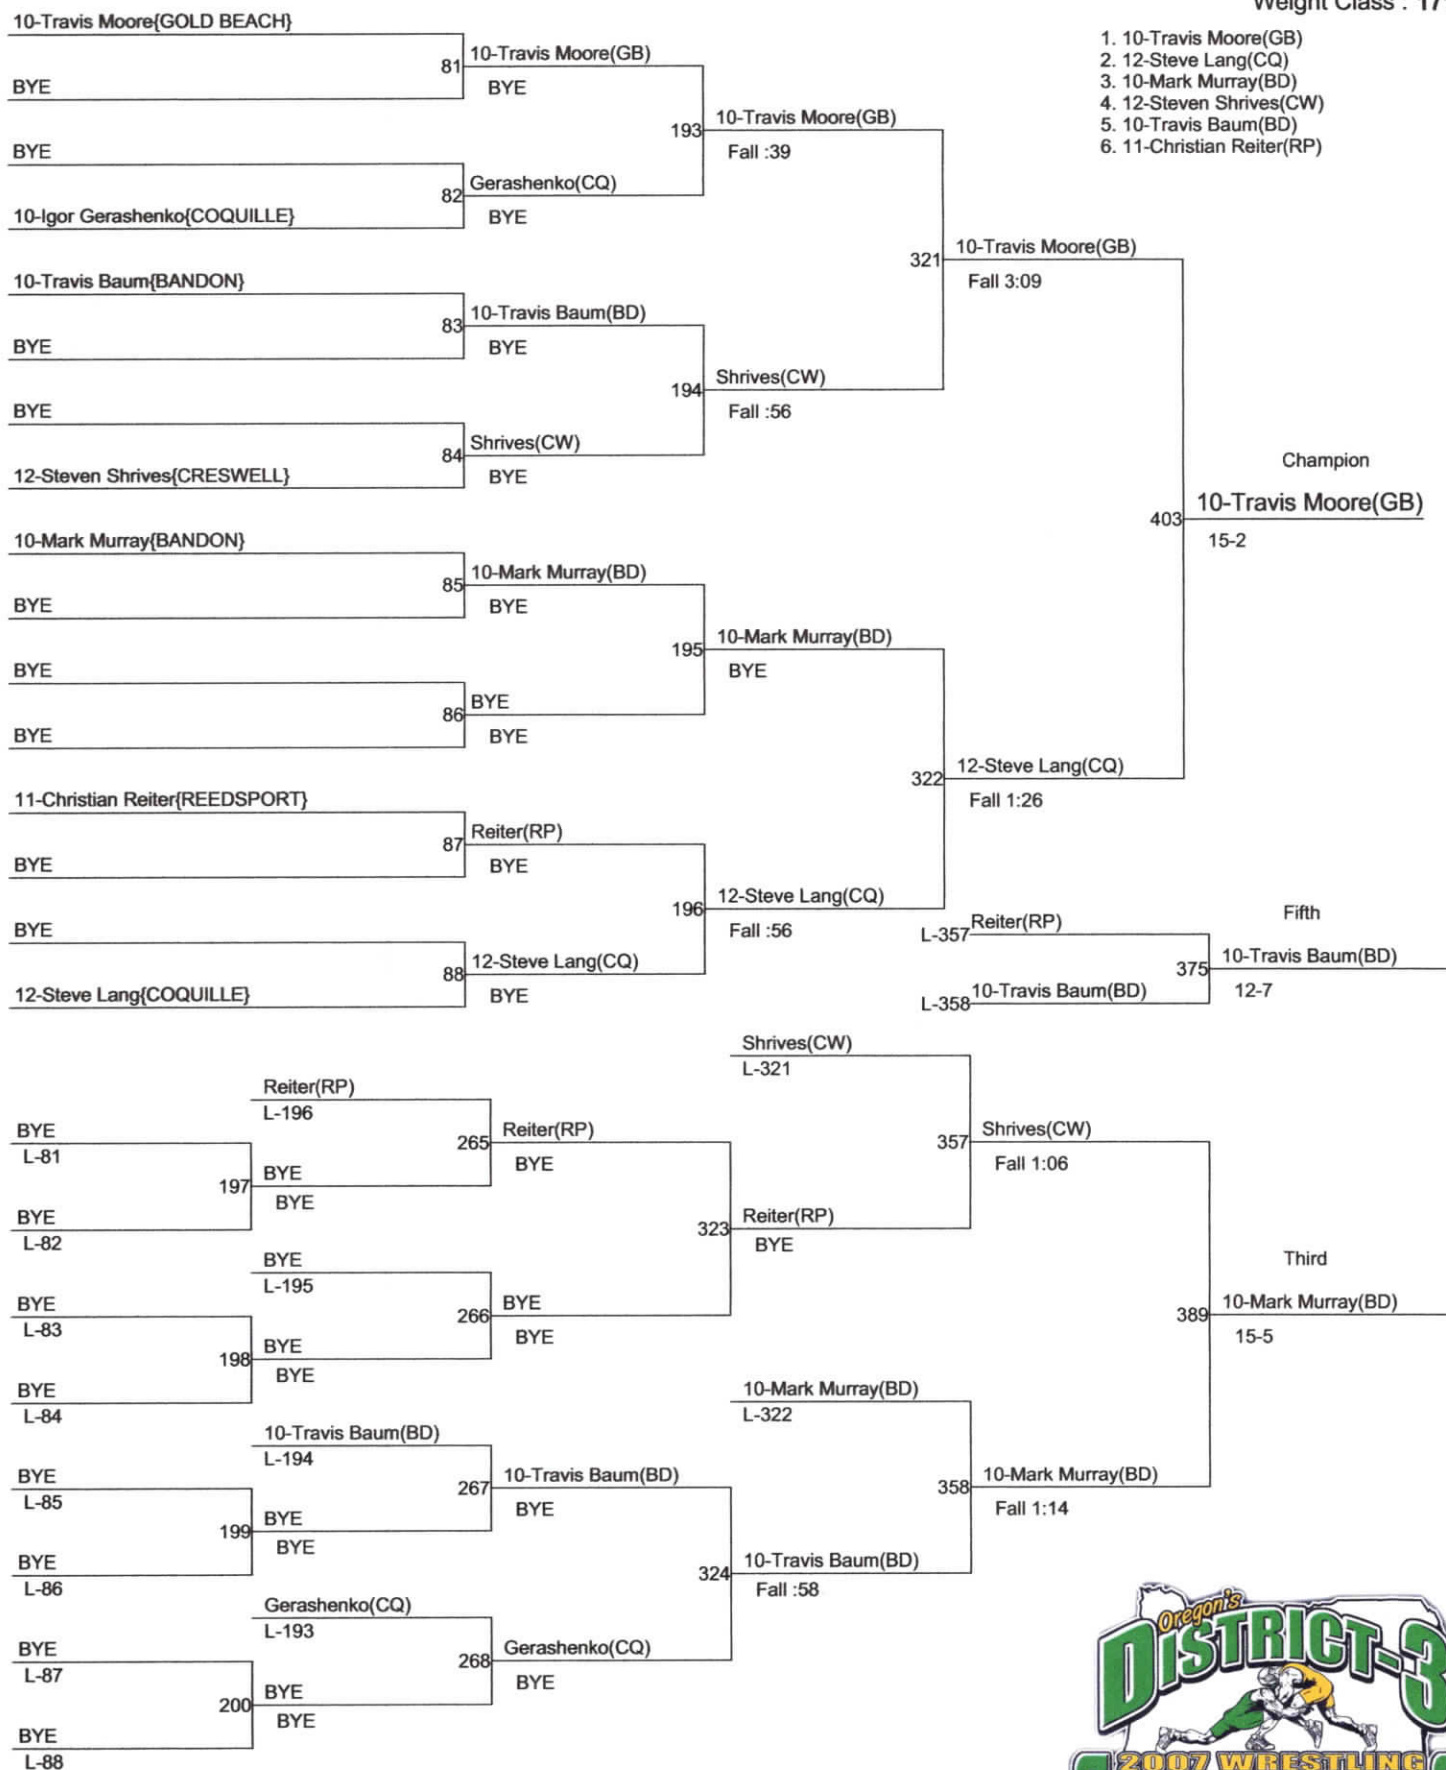 Weight Class : 17
1. 10-Travis Moore(GB)
2. 12-Steve Lang(CQ)
3. 10-Mark Murray(BD)
4. 12-Steven Shrives(CW)
5. 10-Travis Baum(BD)
6. 11-Christian Reiter(RP)
10-Travis Moore{GOLD BEACH}
81
10-Travis Moore(GB)
BYE
BYE
193
10-Travis Moore(GB)
Fall :39
BYE
82
Gerashenko(CQ)
BYE
10-Igor Gerashenko{COQUILLE}
321
10-Travis Moore(GB)
Fall 3:09
10-Travis Baum{BANDON}
83
10-Travis Baum(BD)
BYE
BYE
194
Shrives(CW)
Fall :56
BYE
84
Shrives(CW)
BYE
12-Steven Shrives{CRESWELL}
Champion
403
10-Travis Moore(GB)
15-2
10-Mark Murray{BANDON}
85
10-Mark Murray(BD)
BYE
BYE
195
10-Mark Murray(BD)
BYE
BYE
86
BYE
BYE
BYE
322
12-Steve Lang(CQ)
Fall 1:26
11-Christian Reiter{REEDSPORT}
87
Reiter(RP)
BYE
BYE
196
12-Steve Lang(CQ)
Fall :56
BYE
88
12-Steve Lang(CQ)
BYE
12-Steve Lang{COQUILLE}
Fifth
L-357
Reiter(RP)
375
10-Travis Baum(BD)
12-7
L-358
10-Travis Baum(BD)
Shrives(CW)
L-321
Reiter(RP)
L-196
BYE
L-81
265
Reiter(RP)
BYE
357
Shrives(CW)
Fall 1:06
197
BYE
BYE
BYE
L-82
323
Reiter(RP)
BYE
BYE
L-195
BYE
L-83
266
BYE
BYE
198
BYE
BYE
BYE
L-84
Third
389
10-Mark Murray(BD)
15-5
10-Mark Murray(BD)
L-322
10-Travis Baum(BD)
L-194
BYE
L-85
267
10-Travis Baum(BD)
BYE
358
10-Mark Murray(BD)
Fall 1:14
199
BYE
BYE
BYE
L-86
324
10-Travis Baum(BD)
Fall :58
Gerashenko(CQ)
L-193
BYE
L-87
268
Gerashenko(CQ)
BYE
200
BYE
BYE
BYE
L-88
Oregon's
DISTRICT-3
2007 WRESTLING